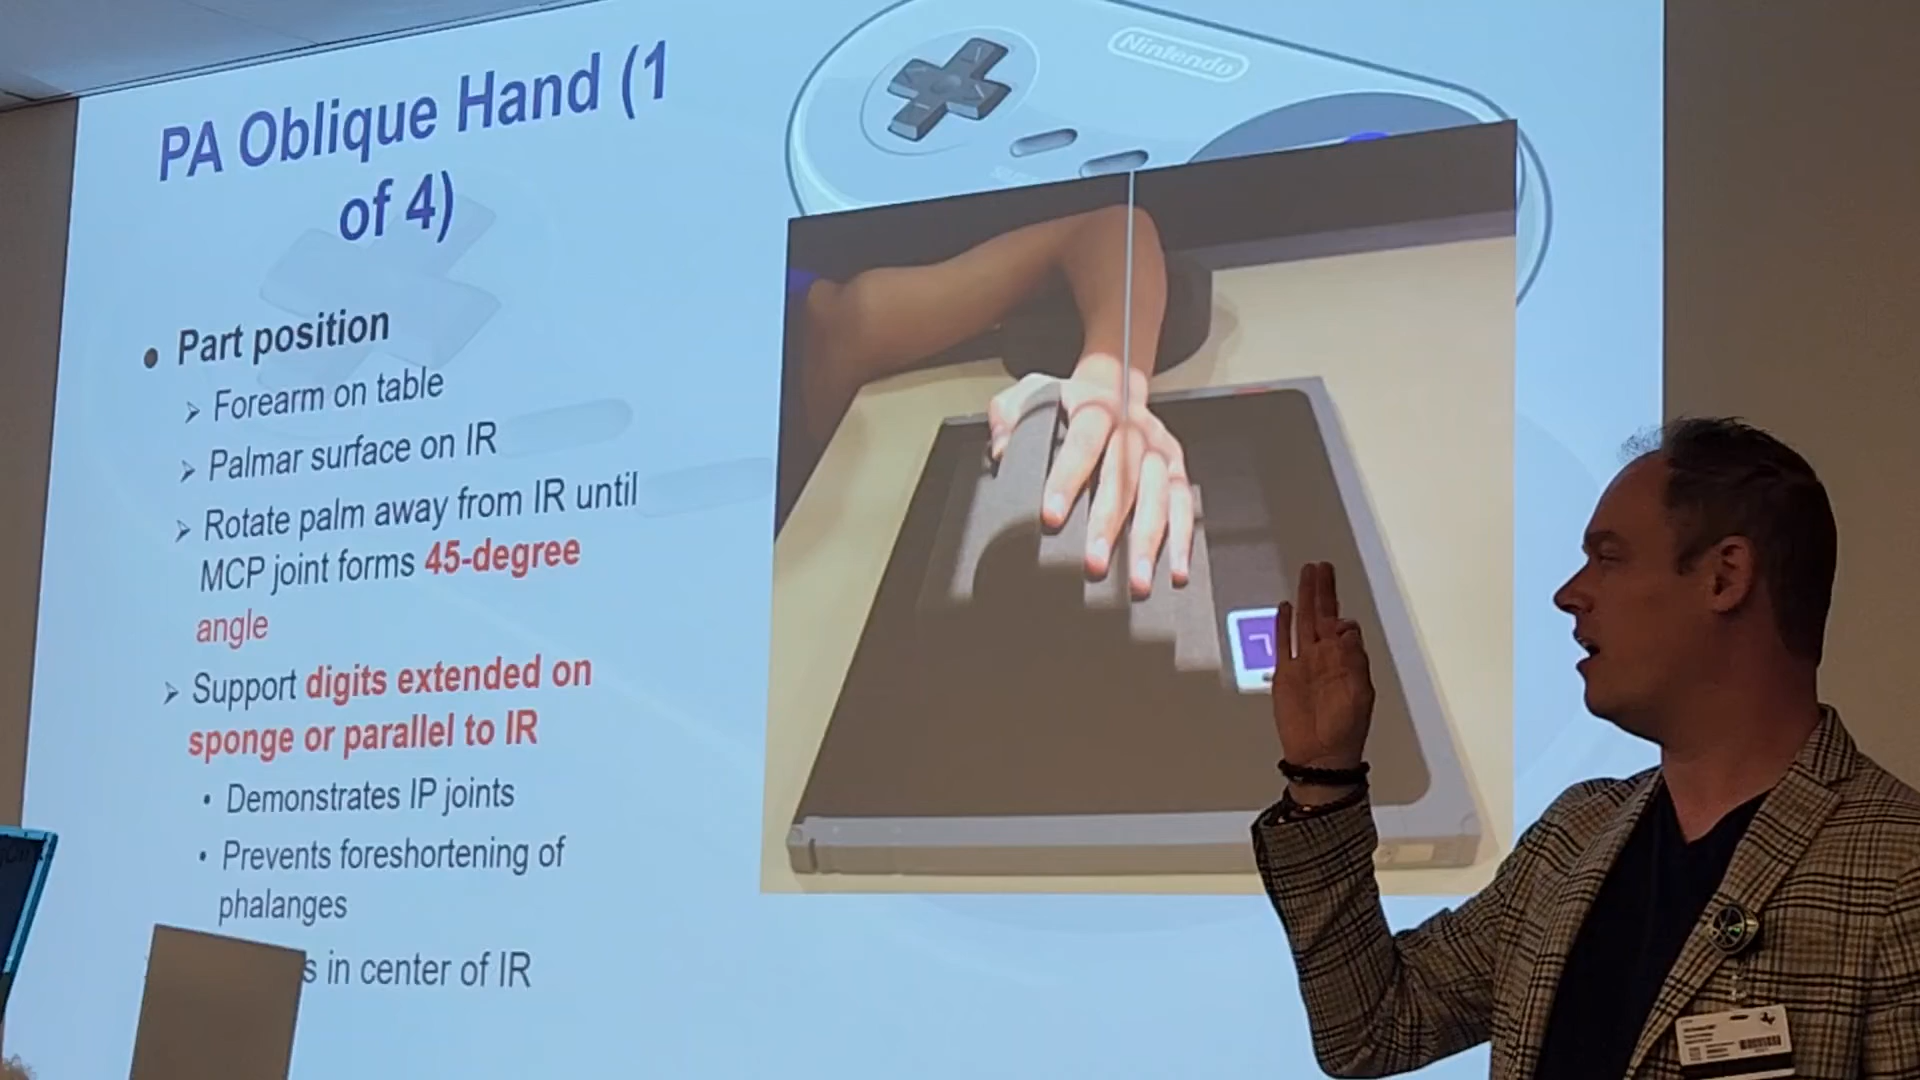 PA Oblique Hand (1
of 4)
Nintendo
Part position
Forearm on table
Palmar surface on IR
Rotate palm away from IR until
MCP joint forms 45-degree
angle
Support digits extended on
sponge or parallel to IR
Demonstrates IP joints
Prevents foreshortening of
phalanges
in center of IR